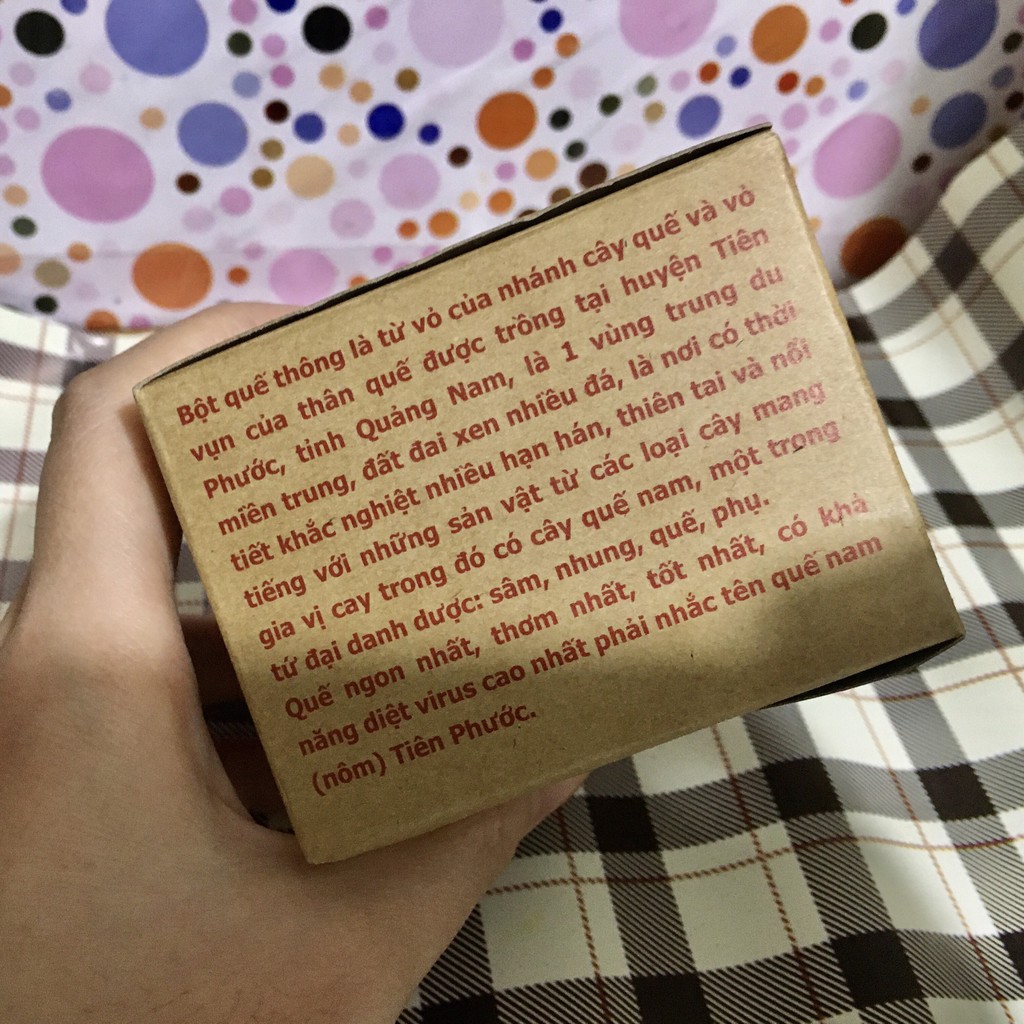 Bột quế thông là từ vỏ của nhánh cây quế và vỏ
vụn của thân quế được trồng tại huyện Tiên
Phước, tỉnh Quảng Nam, là 1 vùng trung du
miền trung, đất đai xen nhiều đá, là nơi có thời
tiết khắc nghiệt nhiều hạn hán, thiên tai và nổi
tiếng với những sản vật từ các loại cây mang
gia vị cay trong đó có cây quế nam, một trong
tứ đại danh dược: sâm, nhung, quế, phụ.
Quế ngon nhất, thơm nhất, tốt nhất, có khả
năng diệt virus cao nhất phải nhắc tên quế nam
(nôm) Tiên Phước.